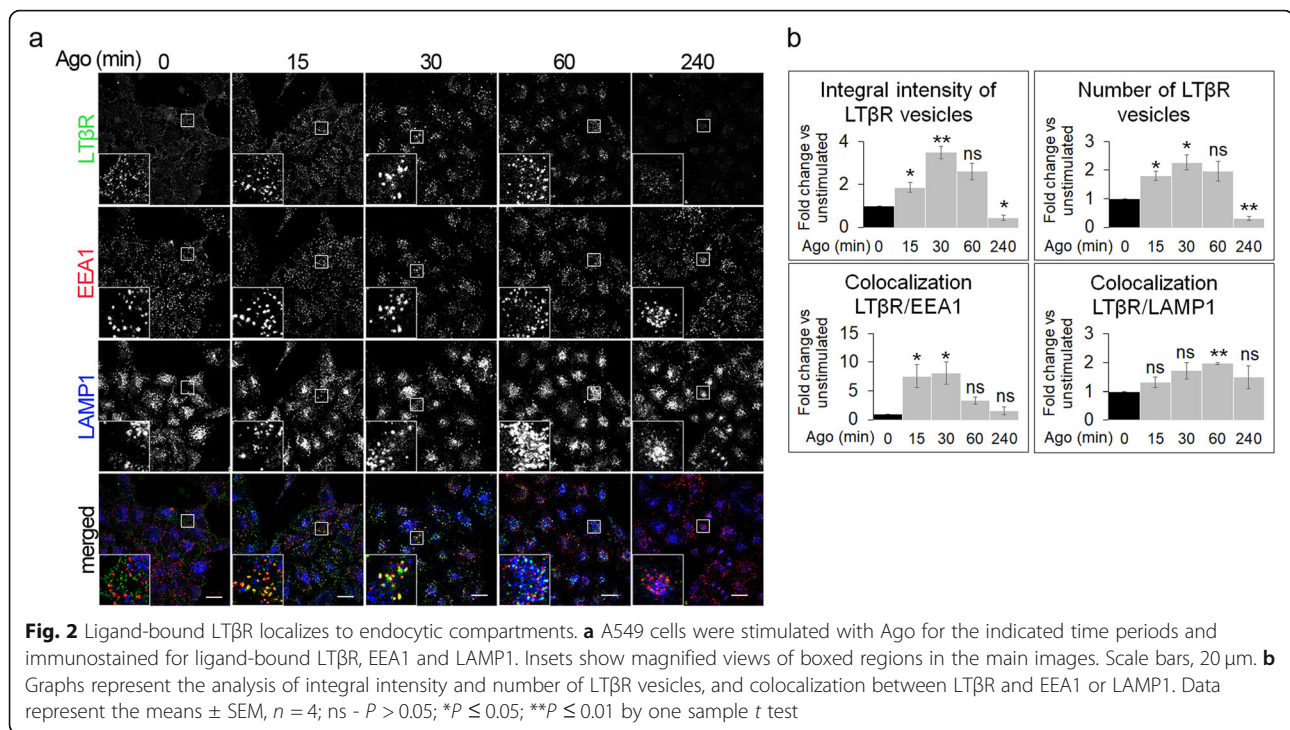 a
Ago (min) 0 15 30 60 240
LTβR
EEA1
LAMP1
merged
b
Integral intensity of
LTβR vesicles
Fold change vs
unstimulated
4
2
0
* ** ns *
Ago (min) 0 15 30 60 240
Number of LTβR
vesicles
Fold change vs
unstimulated
3
2
1
0
* * ns **
Ago (min) 0 15 30 60 240
Colocalization
LTβR/EEA1
Fold change vs
unstimulated
15
10
5
0
* * ns ns
Ago (min) 0 15 30 60 240
Colocalization
LTβR/LAMP1
Fold change vs
unstimulated
3
2
1
0
ns ns ** ns
Ago (min) 0 15 30 60 240
Fig. 2 Ligand-bound LTβR localizes to endocytic compartments. a A549 cells were stimulated with Ago for the indicated time periods and
immunostained for ligand-bound LTβR, EEA1 and LAMP1. Insets show magnified views of boxed regions in the main images. Scale bars, 20 μm. b
Graphs represent the analysis of integral intensity and number of LTβR vesicles, and colocalization between LTβR and EEA1 or LAMP1. Data
represent the means ± SEM, n = 4; ns - P > 0.05; *P ≤ 0.05; **P ≤ 0.01 by one sample t test